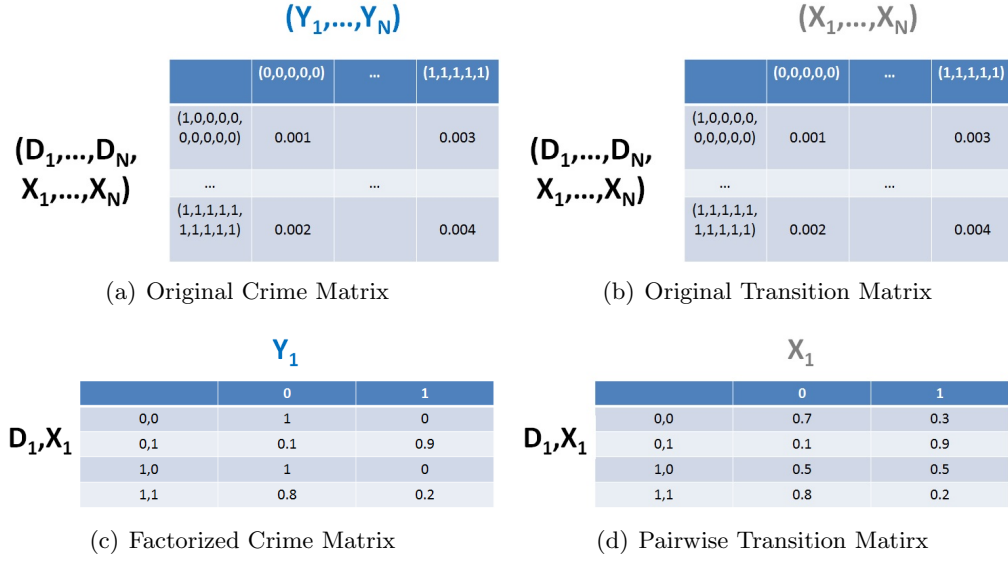 (Y1,...,YN)
(0,0,0,0,0) ... (1,1,1,1,1)
(D1,...,DN,
X1,...,XN)
(1,0,0,0,0,
0,0,0,0,0) 0.001 0.003
... ...
(1,1,1,1,1,
1,1,1,1,1) 0.002 0.004
(a) Original Crime Matrix
(X1,...,XN)
(0,0,0,0,0) ... (1,1,1,1,1)
(D1,...,DN,
X1,...,XN)
(1,0,0,0,0,
0,0,0,0,0) 0.001 0.003
... ...
(1,1,1,1,1,
1,1,1,1,1) 0.002 0.004
(b) Original Transition Matrix
Y1
0 1
D1,X1
0,0 1 0
0,1 0.1 0.9
1,0 1 0
1,1 0.8 0.2
(c) Factorized Crime Matrix
X1
0 1
D1,X1
0,0 0.7 0.3
0,1 0.1 0.9
1,0 0.5 0.5
1,1 0.8 0.2
(d) Pairwise Transition Matirx